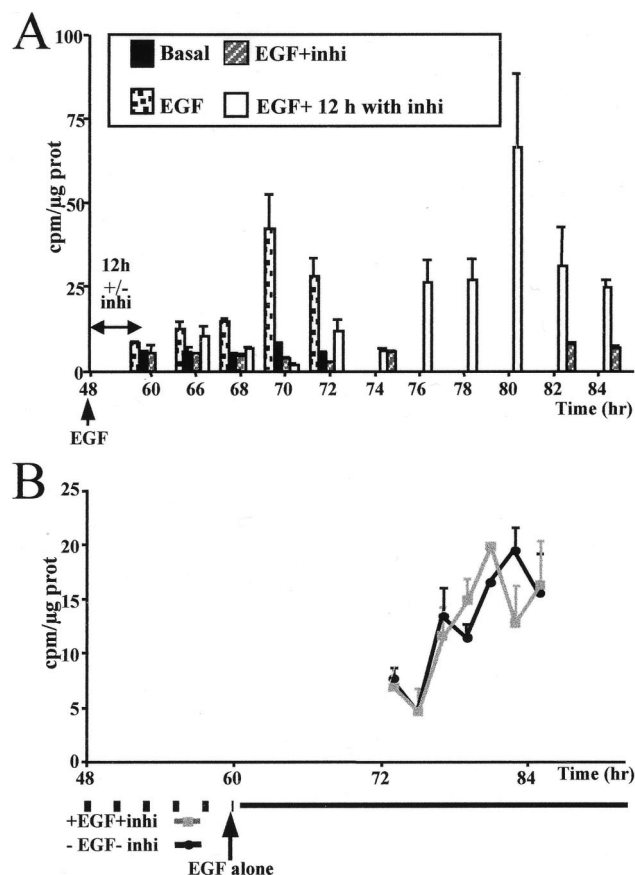 A
100
75
50
25
0
cpm/µg prot
Basal
EGF+inhi
EGF
EGF+ 12 h with inhi
12h
+/-
inhi
48 60 66 68 70 72 74 76 78 80 82 84
Time (hr)
EGF
B
25
20
15
10
5
0
cpm/µg prot
48 60 72 84 Time (hr)
+EGF+inhi
- EGF- inhi
EGF alone